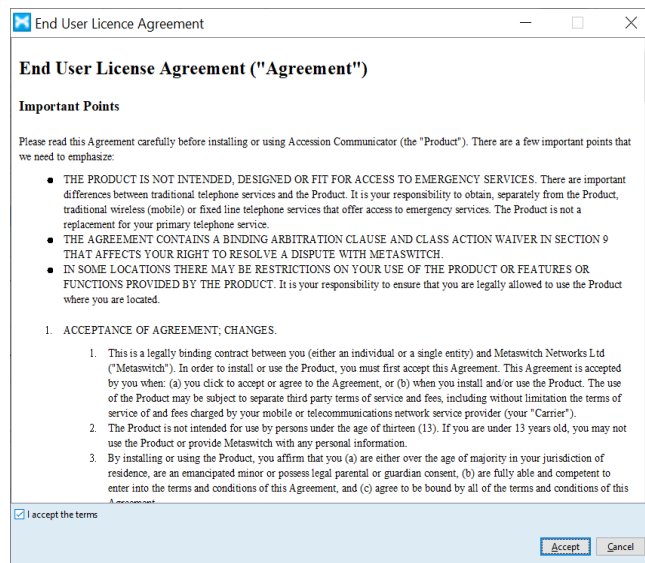 End User Licence Agreement
End User License Agreement ("Agreement")
Important Points
Please read this Agreement carefully before installing or using Accession Communicator (the "Product"). There are a few important points that
we need to emphasize:
THE PRODUCT IS NOT INTENDED, DESIGNED OR FIT FOR ACCESS TO EMERGENCY SERVICES. There are important
differences between traditional telephone services and the Product. It is your responsibility to obtain, separately from the Product,
traditional wireless (mobile) or fixed line telephone services that offer access to emergency services. The Product is not a
replacement for your primary telephone service.
THE AGREEMENT CONTAINS A BINDING ARBITRATION CLAUSE AND CLASS ACTION WAIVER IN SECTION 9
THAT AFFECTS YOUR RIGHT TO RESOLVE A DISPUTE WITH METASWITCH.
IN SOME LOCATIONS THERE MAY BE RESTRICTIONS ON YOUR USE OF THE PRODUCT OR FEATURES OR
FUNCTIONS PROVIDED BY THE PRODUCT. It is your responsibility to ensure that you are legally allowed to use the Product
where you are located.
1. ACCEPTANCE OF AGREEMENT; CHANGES.
1. This is a legally binding contract between you (either an individual or a single entity) and Metaswitch Networks Ltd
("Metaswitch"). In order to install or use the Product, you must first accept this Agreement. This Agreement is accepted
by you when: (a) you click to accept or agree to the Agreement, or (b) when you install and/or use the Product. The use
of the Product may be subject to separate third party terms of service and fees, including without limitation the terms of
service of and fees charged by your mobile or telecommunications network service provider (your "Carrier").
2. The Product is not intended for use by persons under the age of thirteen (13). If you are under 13 years old, you may not
use the Product or provide Metaswitch with any personal information.
3. By installing or using the Product, you affirm that you (a) are either over the age of majority in your jurisdiction of
residence, are an emancipated minor or possess legal parental or guardian consent, (b) are fully able and competent to
enter into the terms and conditions of this Agreement, and (c) agree to be bound by all of the terms and conditions of this
Agreement
I accept the terms
Accept Cancel